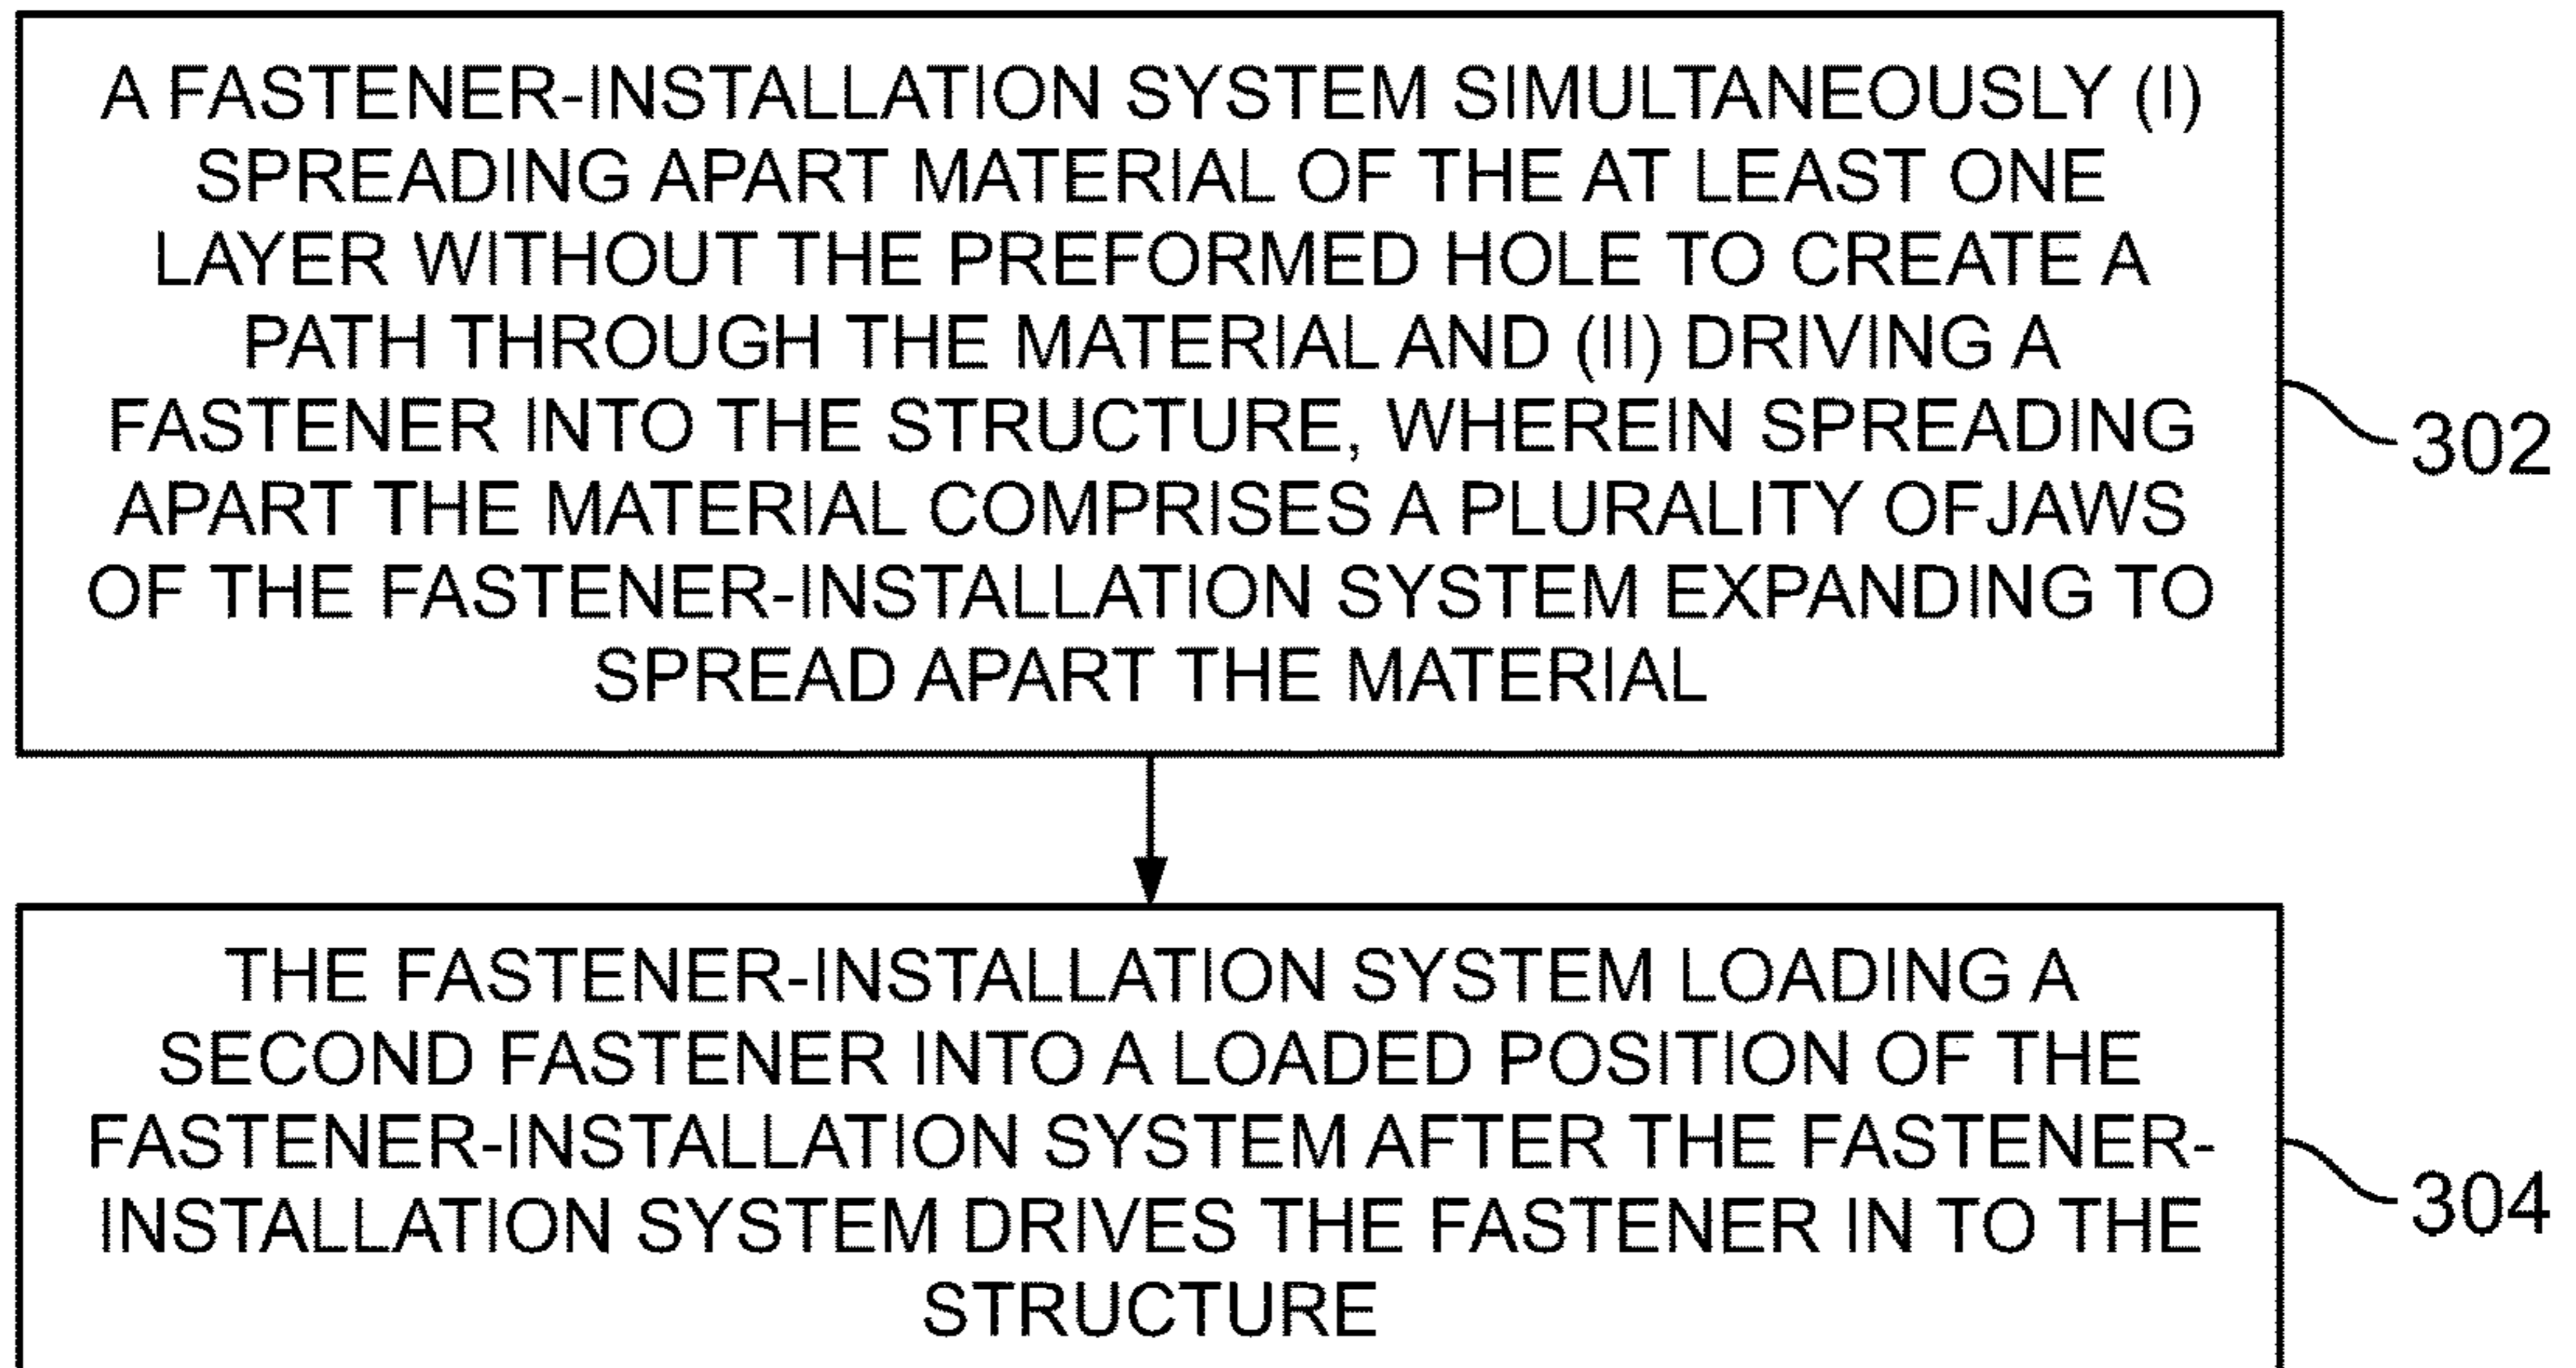 A FASTENER-INSTALLATION SYSTEM SIMULTANEOUSLY (I)
SPREADING APART MATERIAL OF THE AT LEAST ONE
LAYER WITHOUT THE PREFORMED HOLE TO CREATE A
PATH THROUGH THE MATERIAL AND (II) DRIVING A
FASTENER INTO THE STRUCTURE, WHEREIN SPREADING
APART THE MATERIAL COMPRISES A PLURALITY OFJAWS
OF THE FASTENER-INSTALLATION SYSTEM EXPANDING TO
SPREAD APART THE MATERIAL
302
THE FASTENER-INSTALLATION SYSTEM LOADING A
SECOND FASTENER INTO A LOADED POSITION OF THE
FASTENER-INSTALLATION SYSTEM AFTER THE FASTENER-
INSTALLATION SYSTEM DRIVES THE FASTENER IN TO THE
STRUCTURE
304